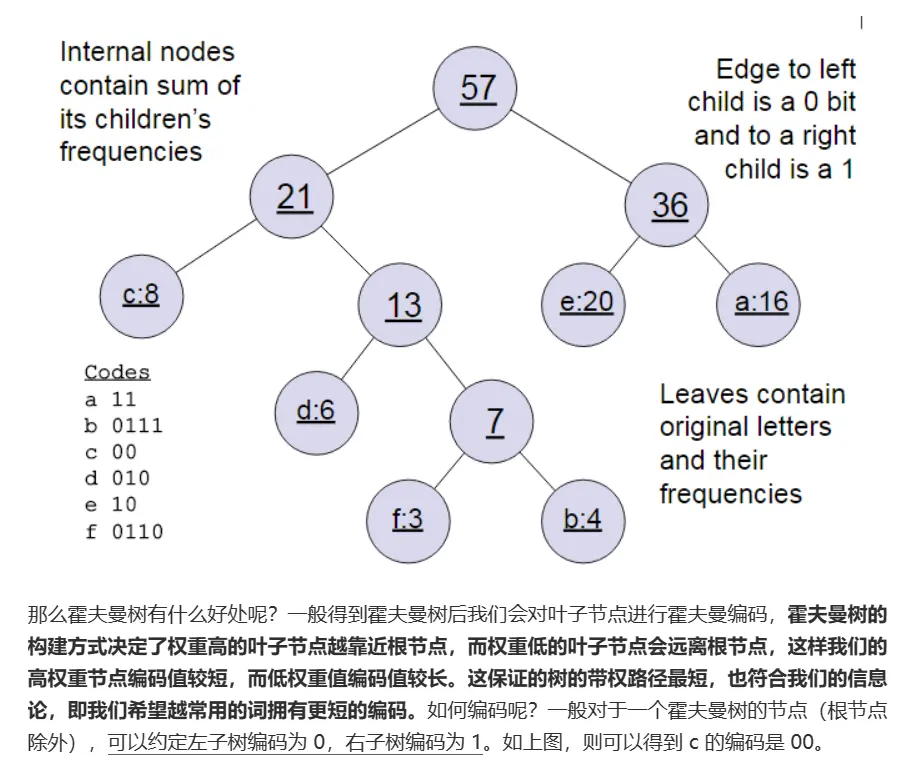 Internal nodes
contain sum of
its children's
frequencies
57
Edge to left
child is a 0 bit
and to a right
child is a 1
21
36
c:8
13
e:20
a:16
Codes
a 11
b 0111
c 00
d 010
e 10
f 0110
d:6
7
Leaves contain
original letters
and their
frequencies
f:3
b:4
那么霍夫曼树有什么好处呢？一般得到霍夫曼树后我们会对叶子节点进行霍夫曼编码，霍夫曼树的
构建方式决定了权重高的叶子节点越靠近根节点，而权重低的叶子节点会远离根节点，这样我们的
高权重节点编码值较短，而低权重值编码值较长。这保证的树的带权路径最短，也符合我们的信息
论，即我们希望越常用的词拥有更短的编码。如何编码呢？一般对于一个霍夫曼树的节点（根节点
除外），可以约定左子树编码为 0，右子树编码为 1。如上图，则可以得到 c 的编码是 00。